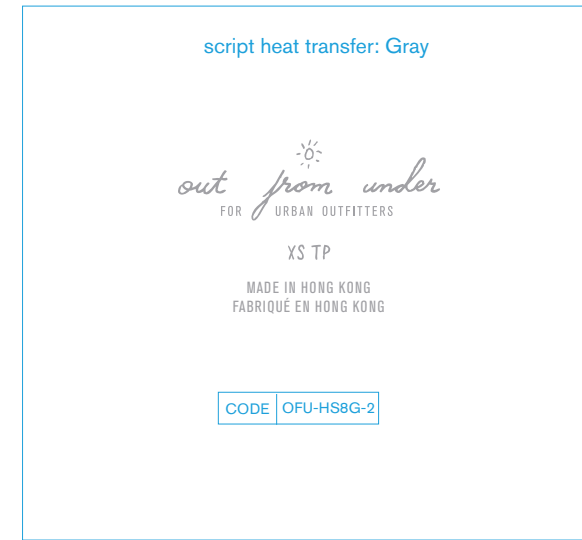 script heat transfer: Gray
out from under
FOR URBAN OUTFITTERS
XS TP
MADE IN HONG KONG
FABRIQUÉ EN HONG KONG
CODE OFU-HS8G-2